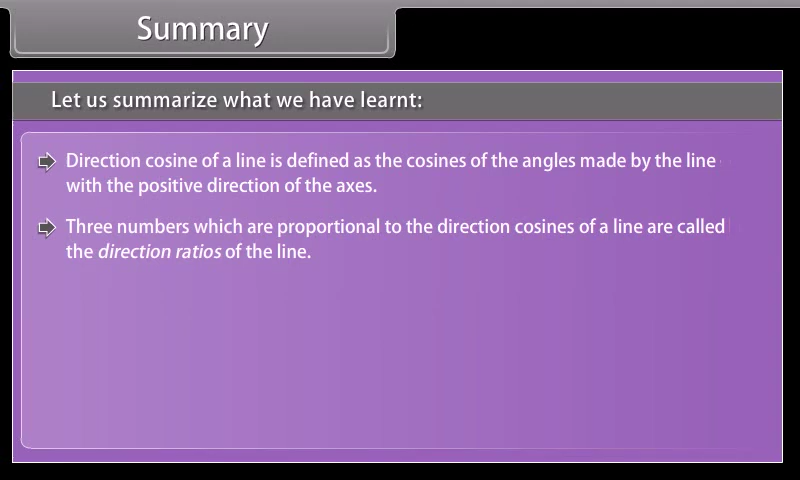 Summary
Let us summarize what we have learnt:
Direction cosine of a line is defined as the cosines of the angles made by the line
with the positive direction of the axes.
Three numbers which are proportional to the direction cosines of a line are called
the direction ratios of the line.